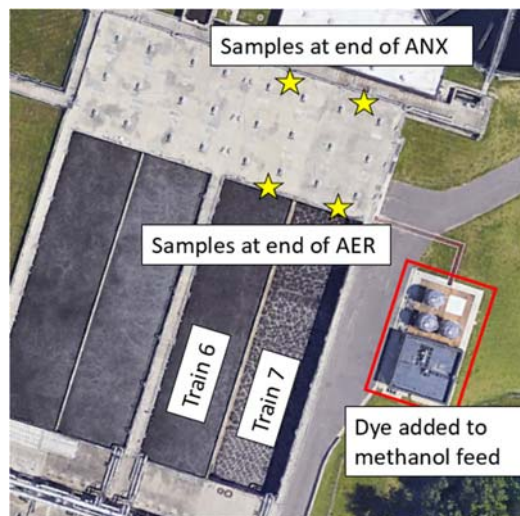 Samples at end of ANX
Samples at end of AER
Train 6
Train 7
Dye added to
methanol feed